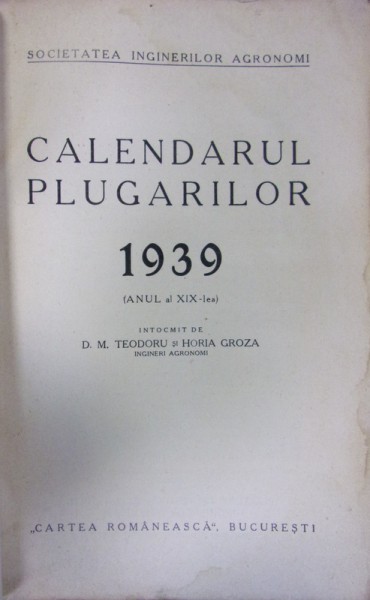 SOCIETATEA INGINERILOR AGRONOMI
CALENDARUL
PLUGARILOR
1939
(ANUL al XIX-lea)
INTOCMIT DE
D. M. TEODORU și HORIA GROZA
INGINERI AGRONOMI
„CARTEA ROMÂNEASCĂ“, BUCUREȘTI